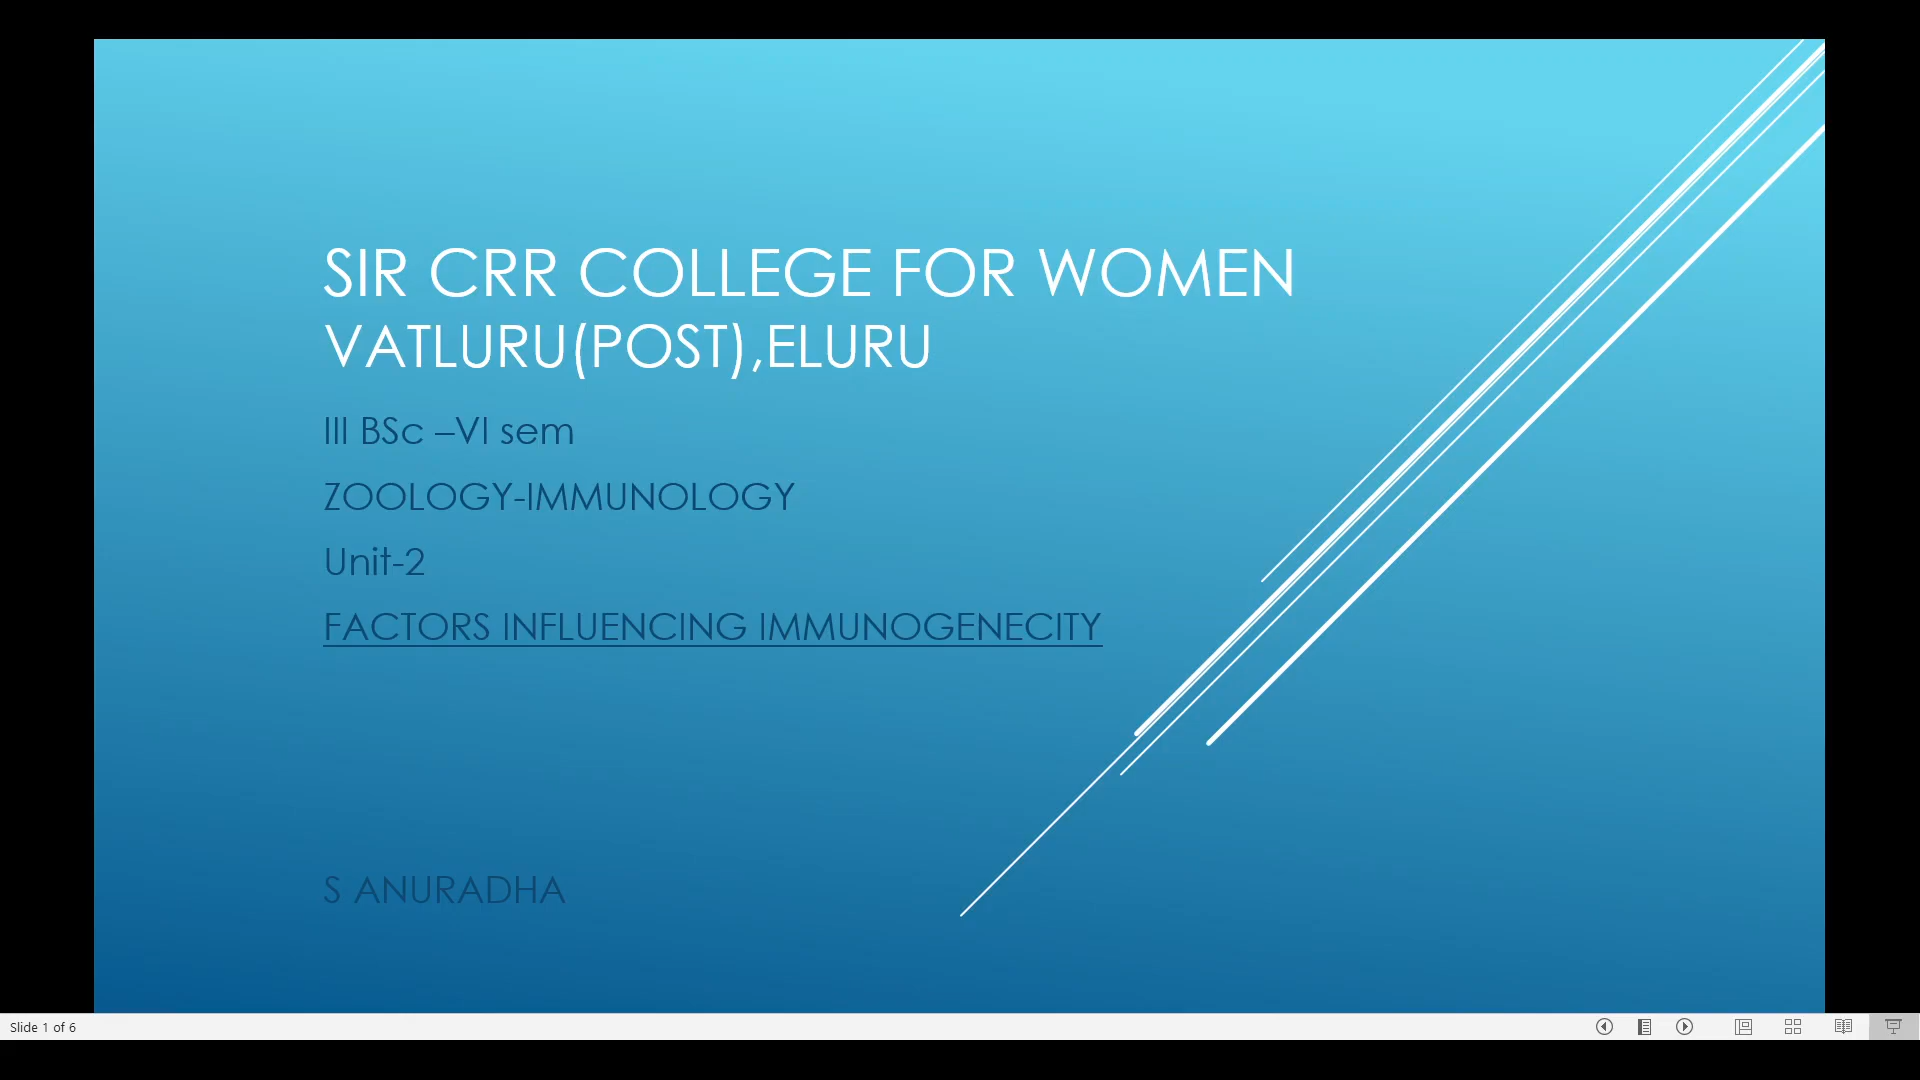 SIR CRR COLLEGE FOR WOMEN
VATLURU(POST),ELURU
III BSc –VI sem
ZOOLOGY-IMMUNOLOGY
Unit-2
FACTORS INFLUENCING IMMUNOGENECITY
S ANURADHA
Slide 1 of 6